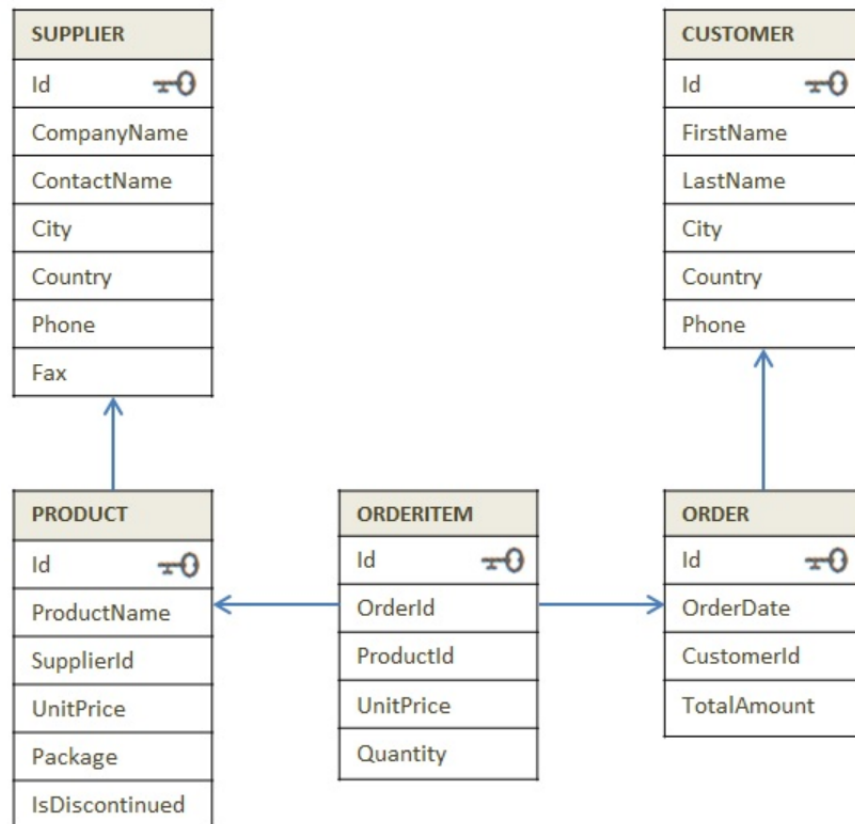 SUPPLIER
Id
CompanyName
ContactName
City
Country
Phone
Fax
CUSTOMER
Id
FirstName
LastName
City
Country
Phone
PRODUCT
Id
ProductName
SupplierId
UnitPrice
Package
IsDiscontinued
ORDERITEM
Id
OrderId
ProductId
UnitPrice
Quantity
ORDER
Id
OrderDate
CustomerId
TotalAmount